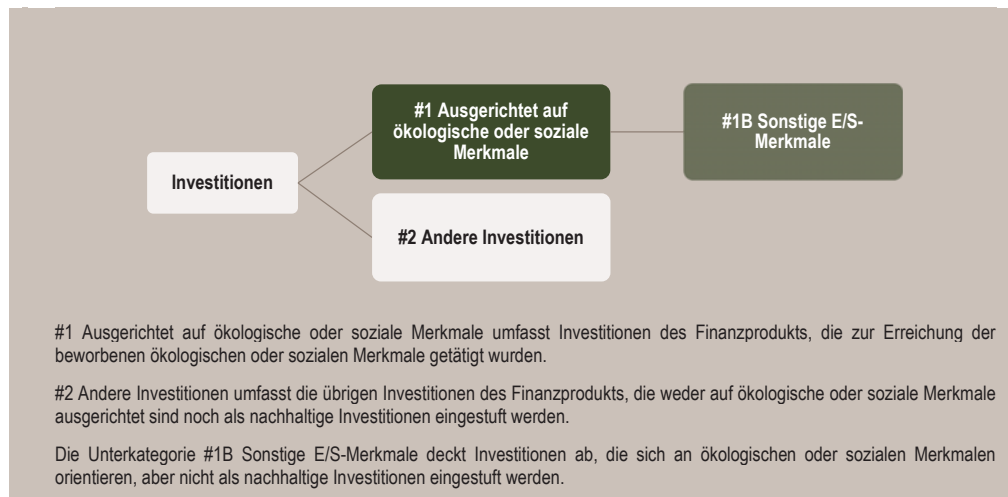 #1 Ausgerichtet auf
ökologische oder soziale
Merkmale
#1B Sonstige E/S-
Merkmale
Investitionen
#2 Andere Investitionen
#1 Ausgerichtet auf ökologische oder soziale Merkmale umfasst Investitionen des Finanzprodukts, die zur Erreichung der
beworbenen ökologischen oder sozialen Merkmale getätigt wurden.
#2 Andere Investitionen umfasst die übrigen Investitionen des Finanzprodukts, die weder auf ökologische oder soziale Merkmale
ausgerichtet sind noch als nachhaltige Investitionen eingestuft werden.
Die Unterkategorie #1B Sonstige E/S-Merkmale deckt Investitionen ab, die sich an ökologischen oder sozialen Merkmalen
orientieren, aber nicht als nachhaltige Investitionen eingestuft werden.